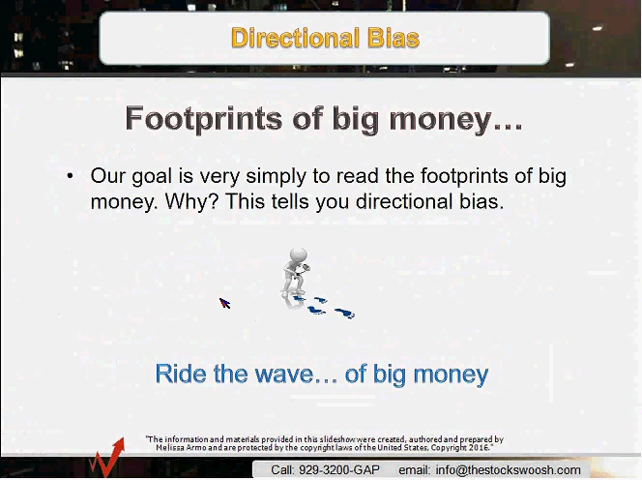 Directional Bias
Footprints of big money…
• Our goal is very simply to read the footprints of big
money. Why? This tells you directional bias.
Ride the wave… of big money
"The information and materials provided in this slideshow were created, authored and prepared by
Melissa Armo and are protected by the copyright laws of the United States, Copyright 2016."
Call: 929-3200-GAP email: info@thestockswoosh.com